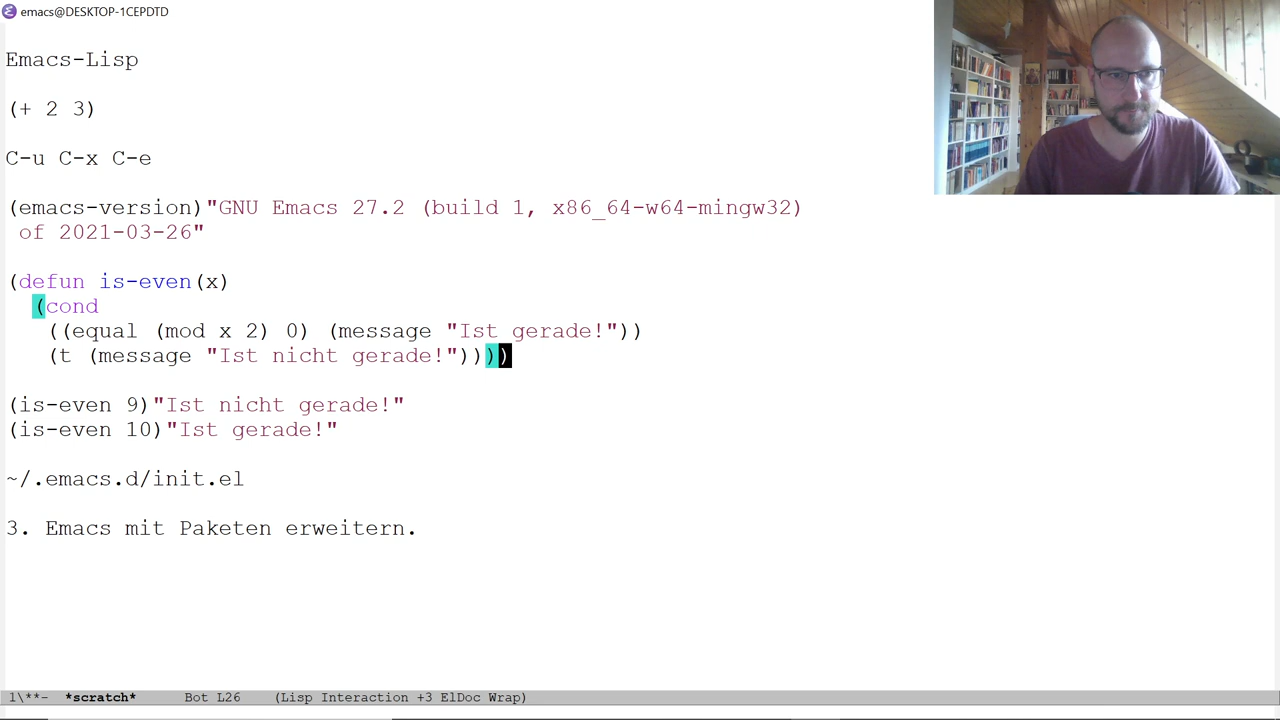 emacs@DESKTOP-1CEPDTD
Emacs-Lisp
(+ 2 3)
C-u C-x C-e
(emacs-version)"GNU Emacs 27.2 (build 1, x86_64-w64-mingw32)
 of 2021-03-26"
(defun is-even(x)
  (cond
   ((equal (mod x 2) 0) (message "Ist gerade!"))
   (t (message "Ist nicht gerade!"))))
(is-even 9)"Ist nicht gerade!"
(is-even 10)"Ist gerade!"
~/.emacs.d/init.el
3. Emacs mit Paketen erweitern.
1\**-  *scratch*      Bot L26    (Lisp Interaction +3 ElDoc Wrap)